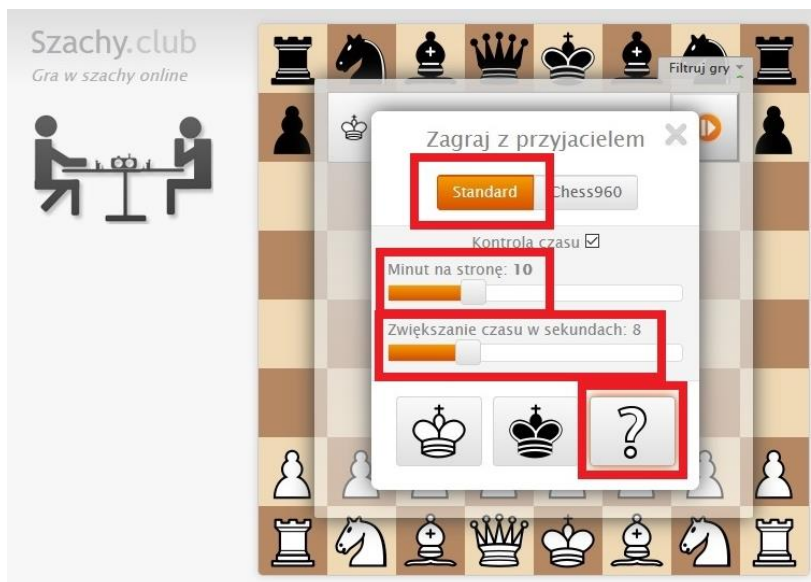 Szachy.club
Gra w szachy online
Filtruj gry
Zagraj z przyjacielem
Standard
Chess960
Kontrola czasu
Minut na stronę: 10
Zwiększanie czasu w sekundach: 8
?